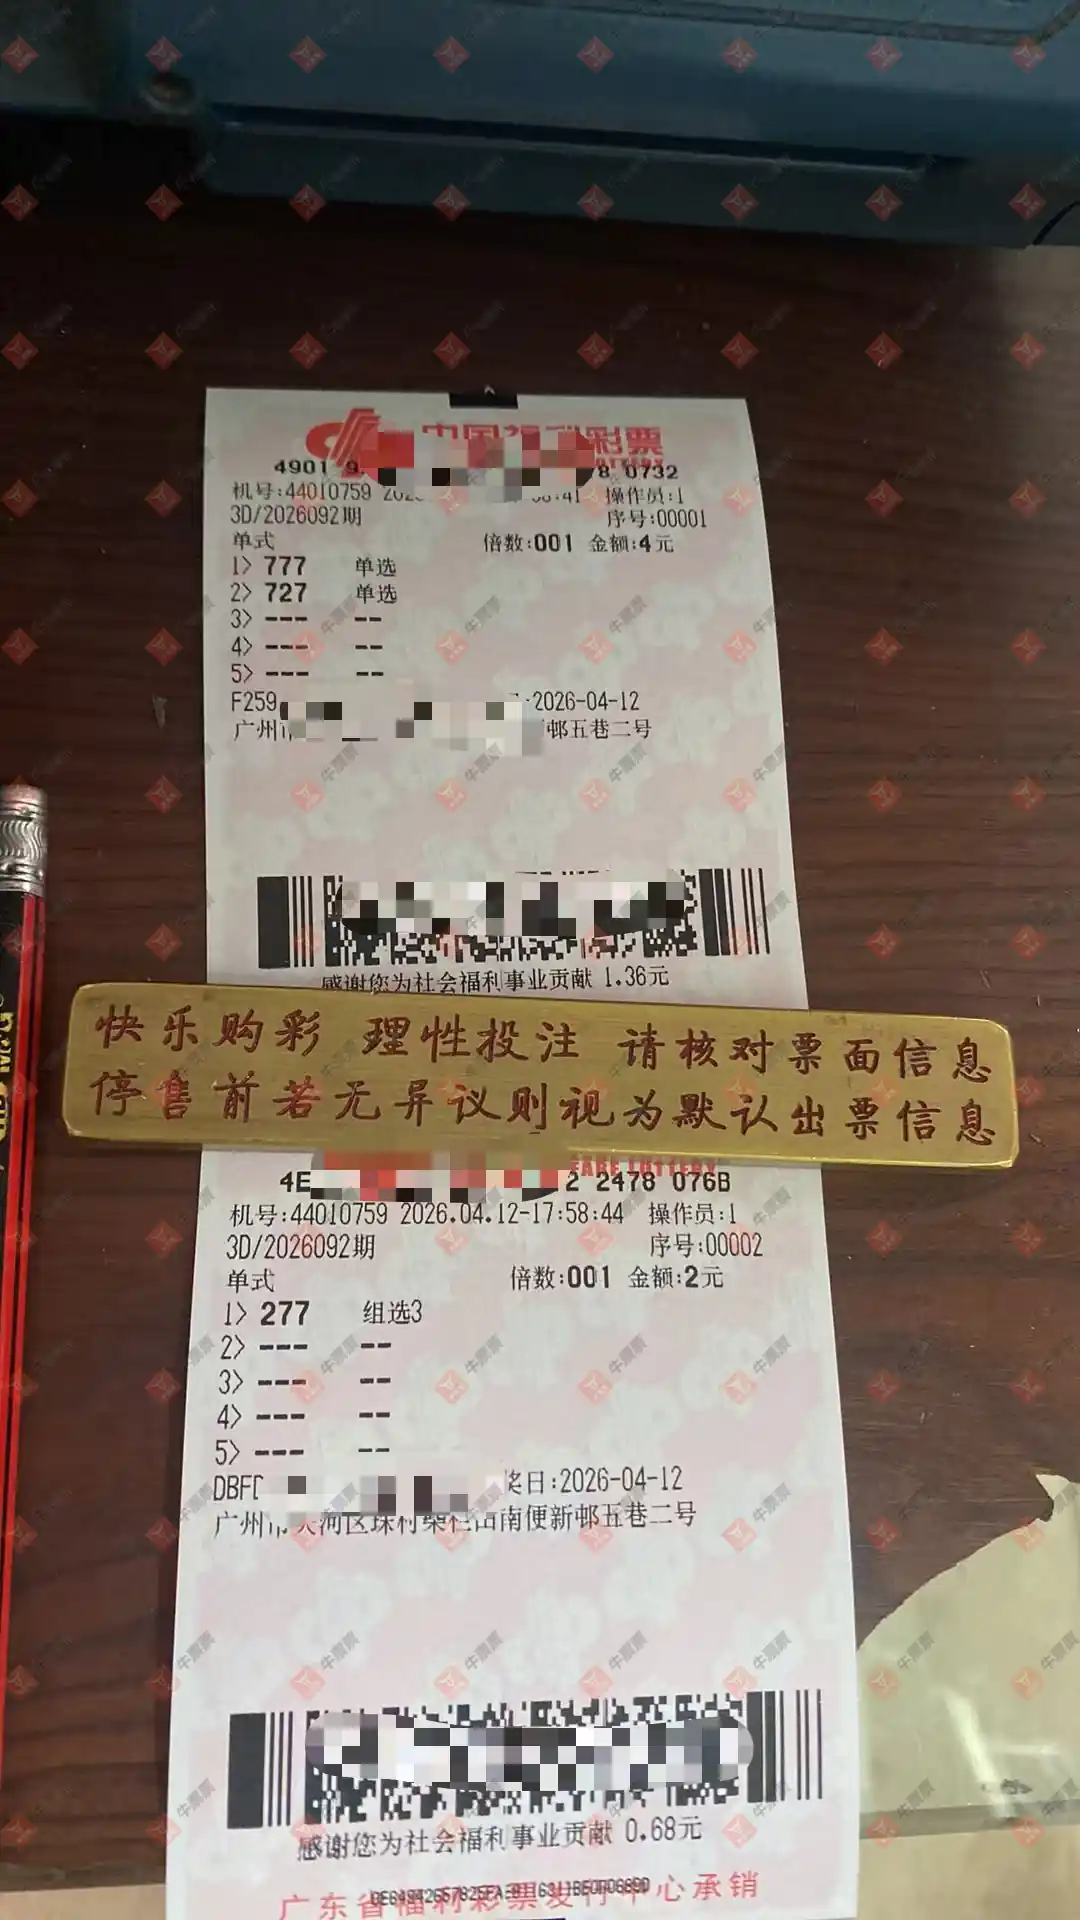 中国福利彩票
4901 9 78 0732
机号:44010759 202 :41 操作员:1
3D/2026092期 序号:00001
单式 倍数:001 金额:4元
1> 777 单选
2> 727 单选
3> --- --
4> --- --
5> --- --
F259 2026-04-12
广州市 邨五巷二号
感谢您为社会福利事业贡献 1.36元
快乐购彩 理性投注 请核对票面信息
停售前若无异议则视为默认出票信息
4E 2 2478 076B
机号:44010759 2026.04.12-17:58:44 操作员:1
3D/2026092期 序号:00002
单式 倍数:001 金额:2元
1> 277 组选3
2> --- --
3> --- --
4> --- --
5> --- --
DBF 奖日:2026-04-12
广州市 南便新邨五巷二号
感谢您为社会福利事业贡献 0.68元
广东省福利彩票发行中心承销